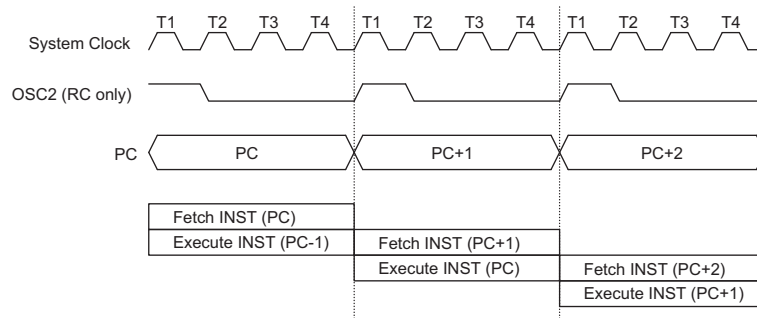 T1 T2 T3 T4 T1 T2 T3 T4 T1 T2 T3 T4
System Clock
OSC2 (RC only)
PC PC PC+1 PC+2
Fetch INST (PC)
Execute INST (PC-1) Fetch INST (PC+1)
Execute INST (PC) Fetch INST (PC+2)
Execute INST (PC+1)